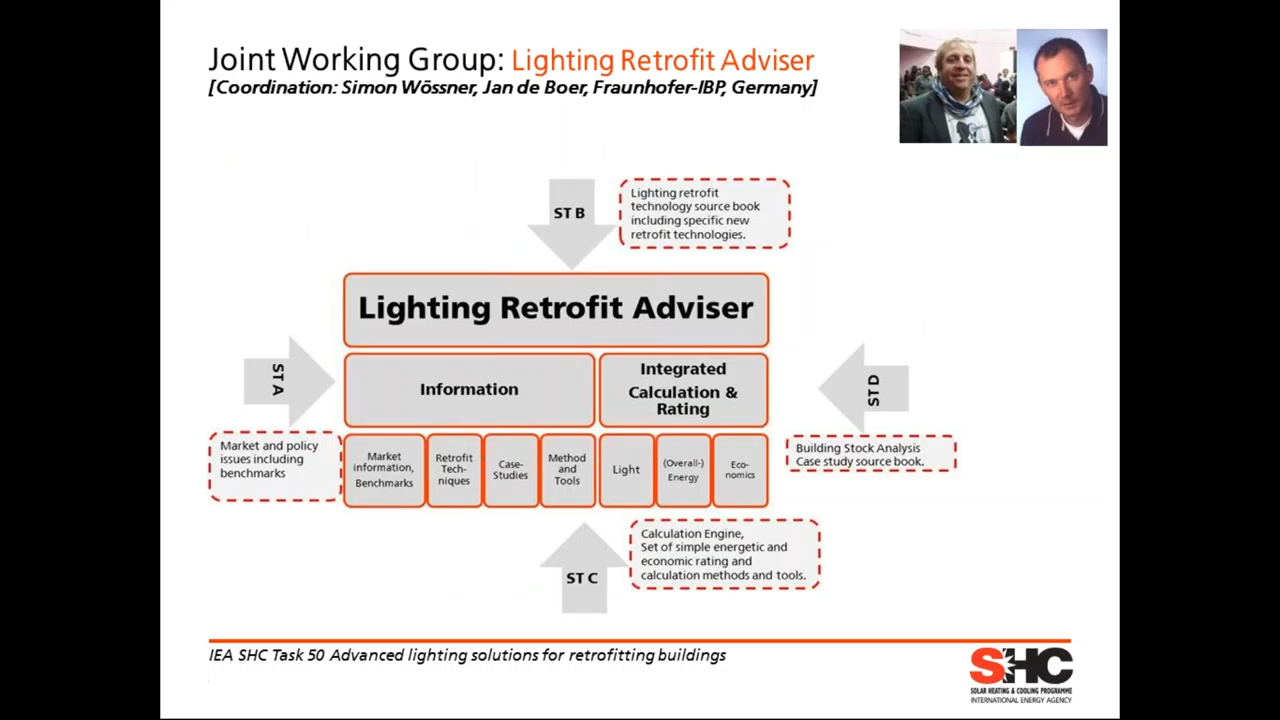 Joint Working Group: Lighting Retrofit Adviser
[Coordination: Simon Wössner, Jan de Boer, Fraunhofer-IBP, Germany]
ST B
Lighting retrofit
technology source book
including specific new
retrofit technologies.
Lighting Retrofit Adviser
ST A
Information
Integrated
Calculation &
Rating
ST D
Market and policy
issues including
benchmarks
Market
information,
Benchmarks
Retrofit
Tech-
niques
Case-
Studies
Method
and
Tools
Light
(Overall-)
Energy
Eco-
nomics
Building Stock Analysis
Case study source book.
ST C
Calculation Engine,
Set of simple energetic and
economic rating and
calculation methods and tools.
IEA SHC Task 50 Advanced lighting solutions for retrofitting buildings
SHC
SOLAR HEATING & COOLING PROGRAMME
INTERNATIONAL ENERGY AGENCY